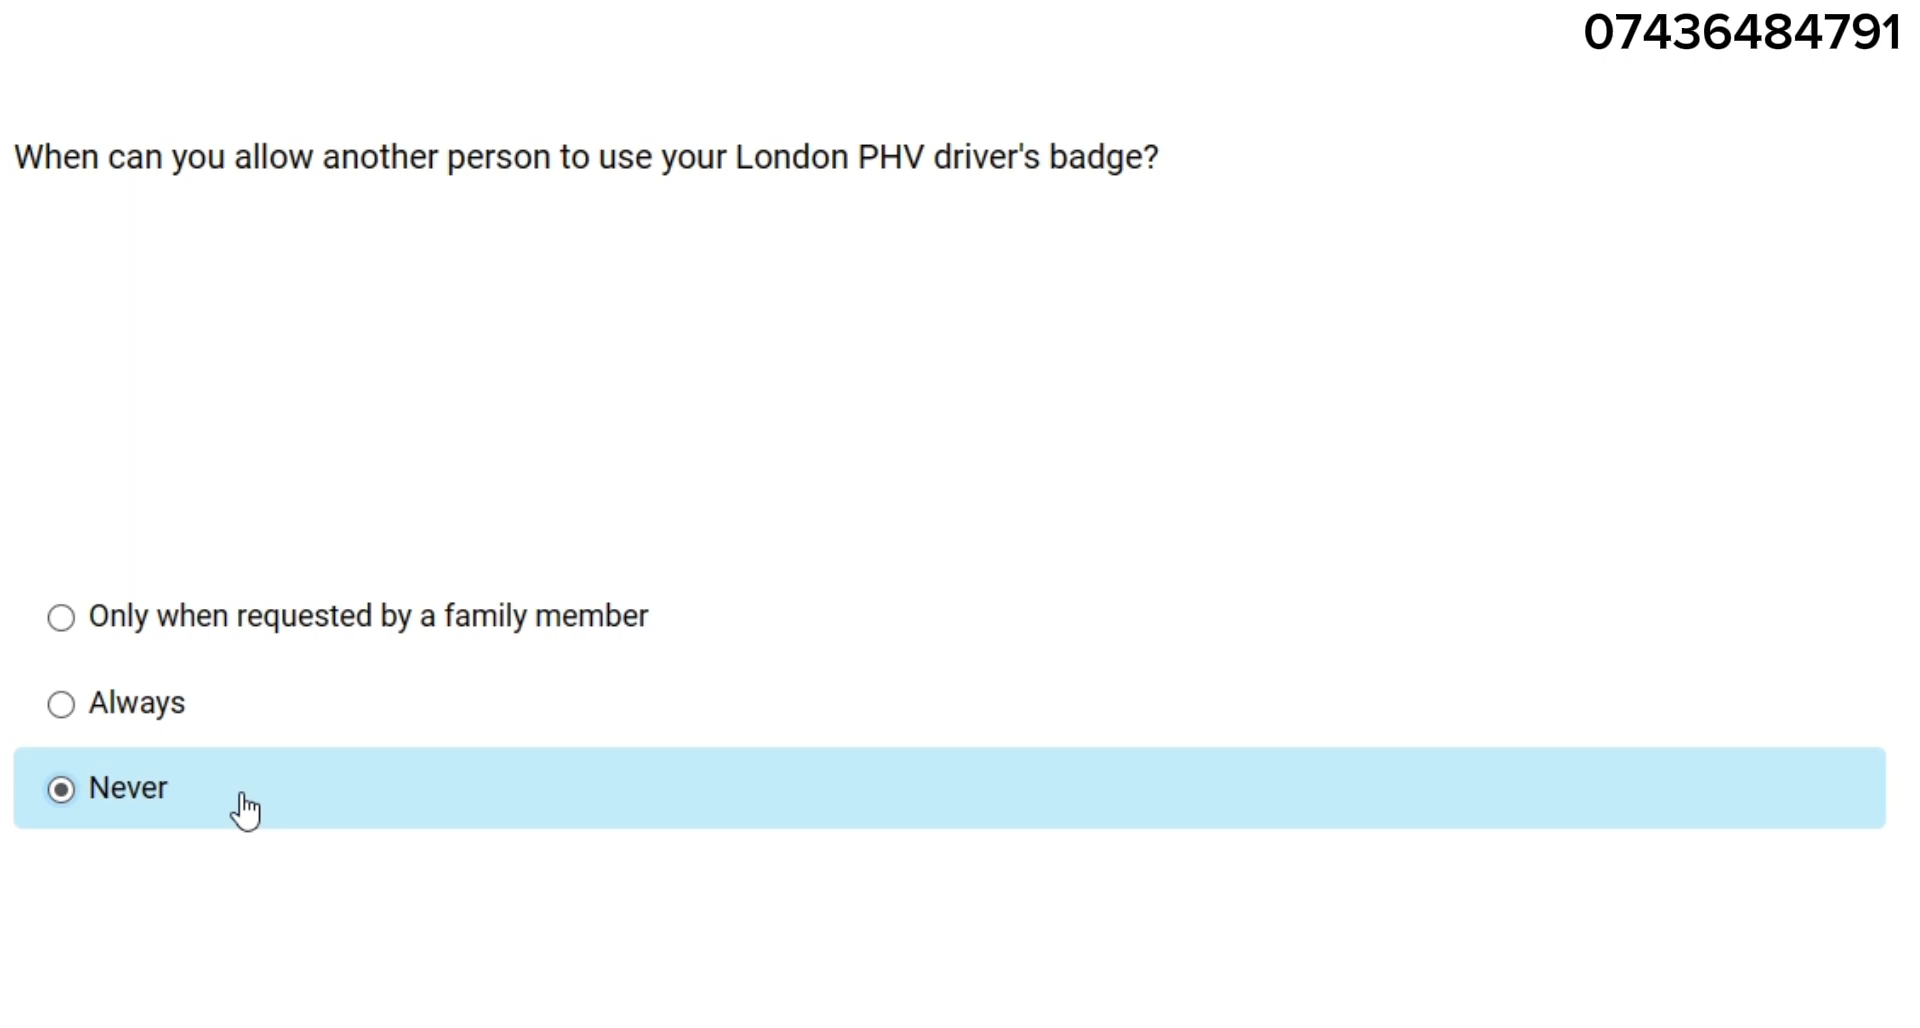 07436484791
When can you allow another person to use your London PHV driver's badge?
Only when requested by a family member
Always
Never